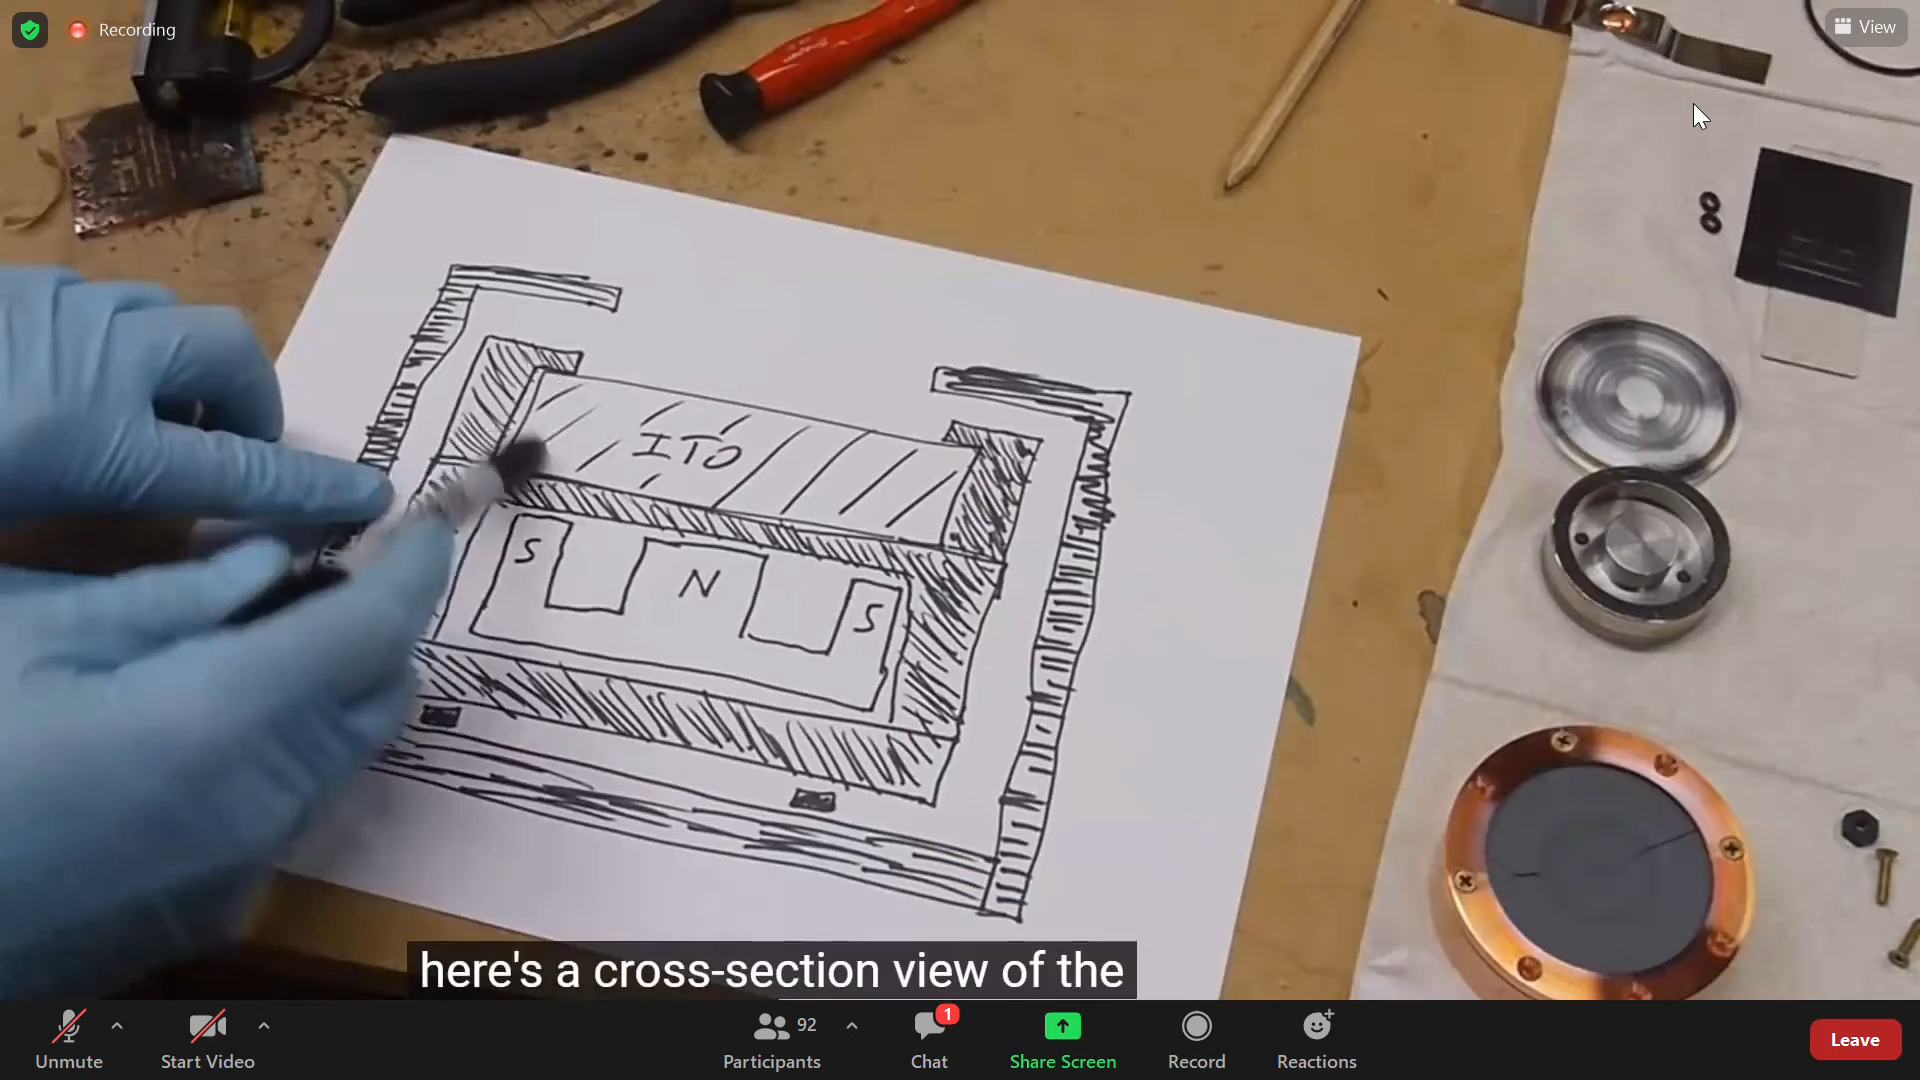 Recording
View
ITO
S
N
S
here's a cross-section view of the
92
1
Unmute
Start Video
Participants
Chat
Share Screen
Record
Reactions
Leave